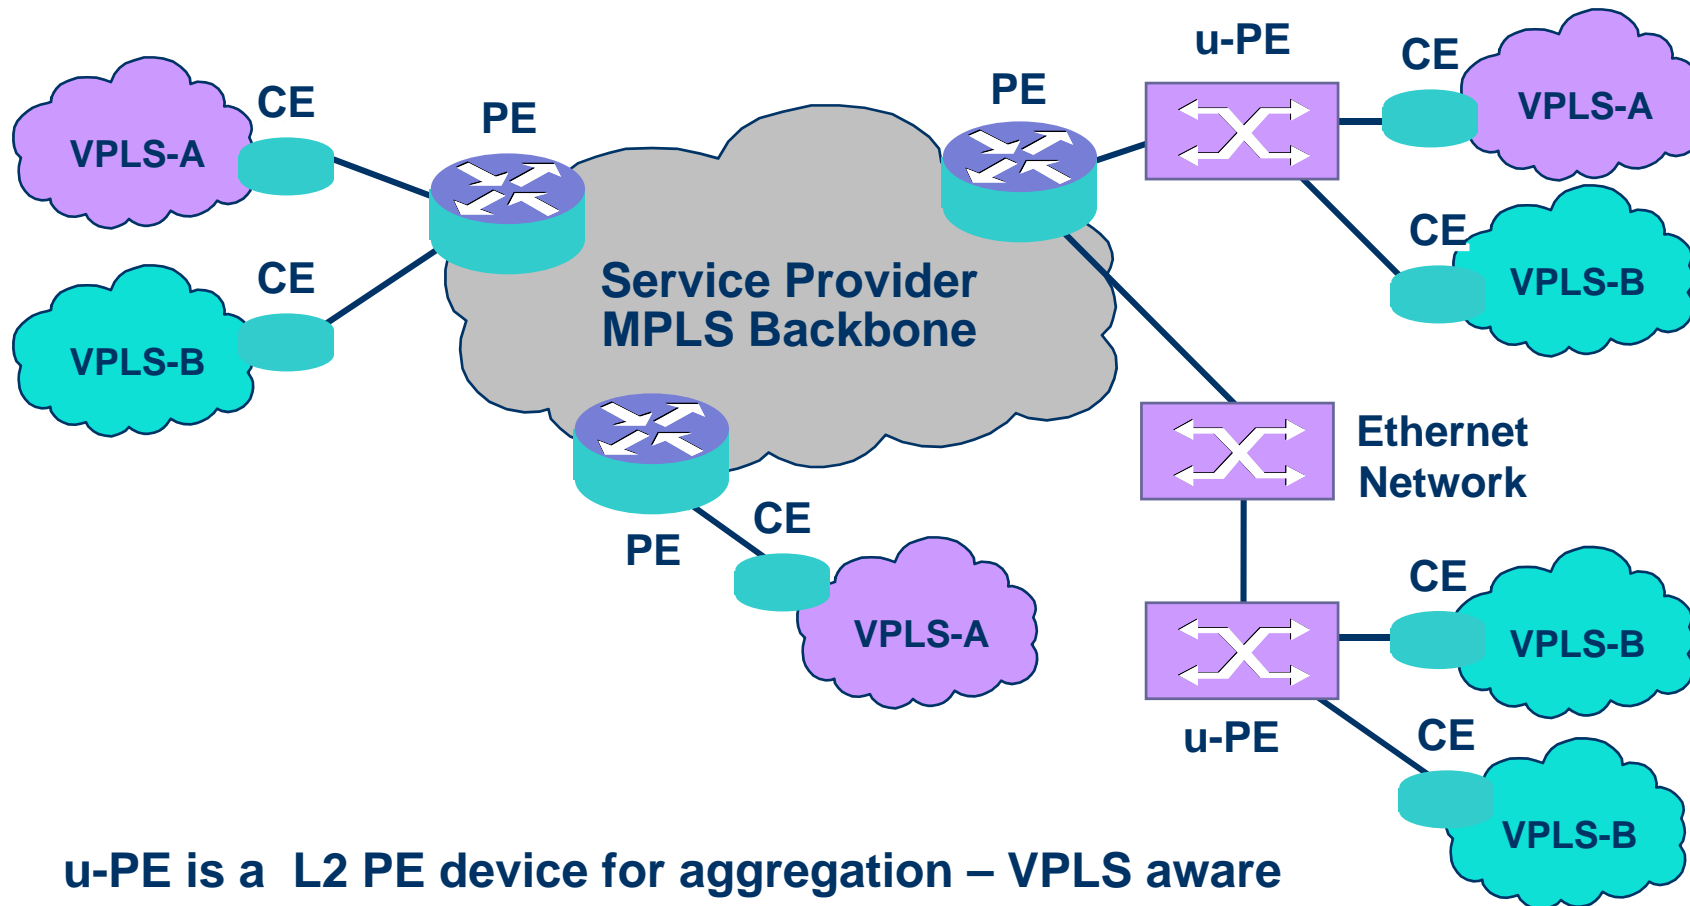 u-PE
CE
VPLS-A
PE
CE
VPLS-A
PE
CE
VPLS-B
CE
VPLS-B
Service Provider
MPLS Backbone
Ethernet
Network
PE
CE
VPLS-A
CE
VPLS-B
u-PE
CE
VPLS-B
u-PE is a  L2 PE device for aggregation – VPLS aware